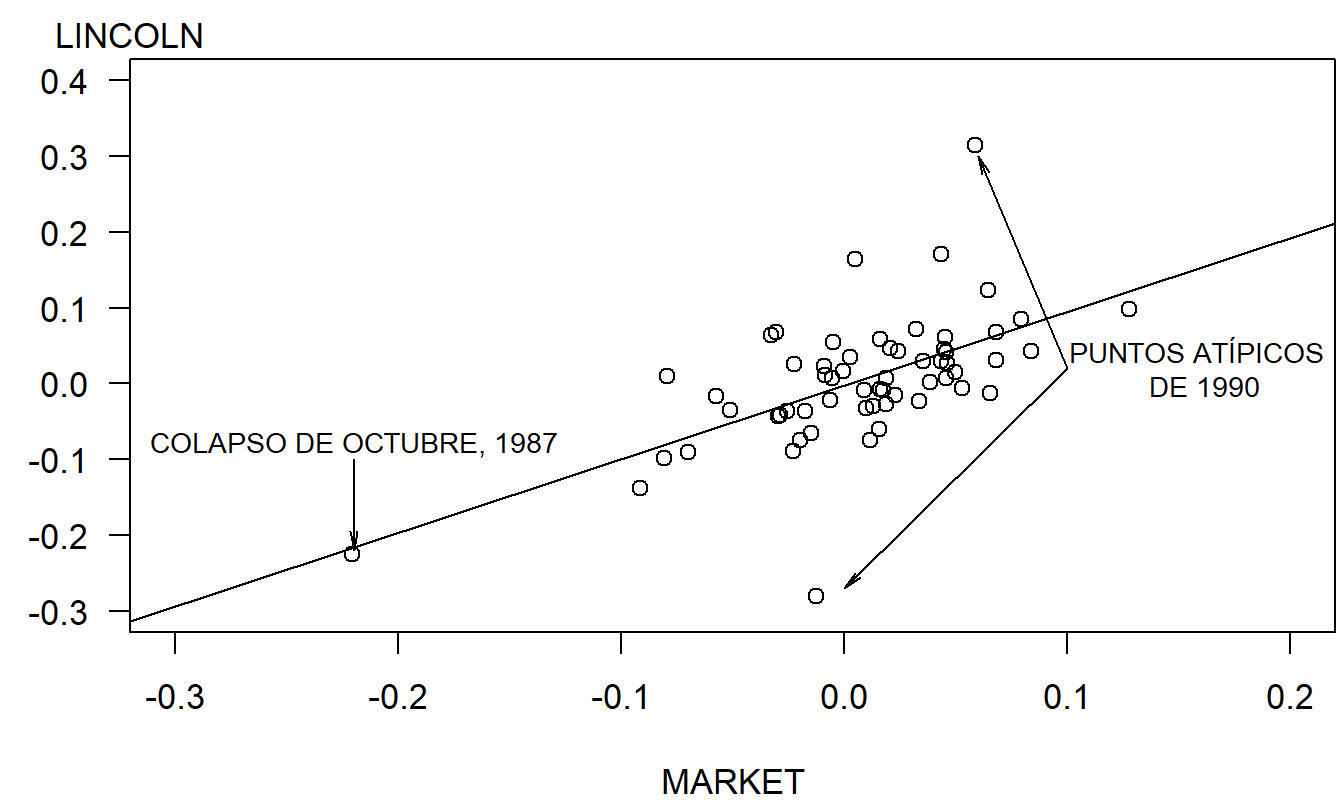 LINCOLN
0.4
0.3
0.2
0.1
0.0
-0.1
-0.2
-0.3
PUNTOS ATÍPICOS
DE 1990
COLAPSO DE OCTUBRE, 1987
-0.3 -0.2 -0.1 0.0 0.1 0.2
MARKET